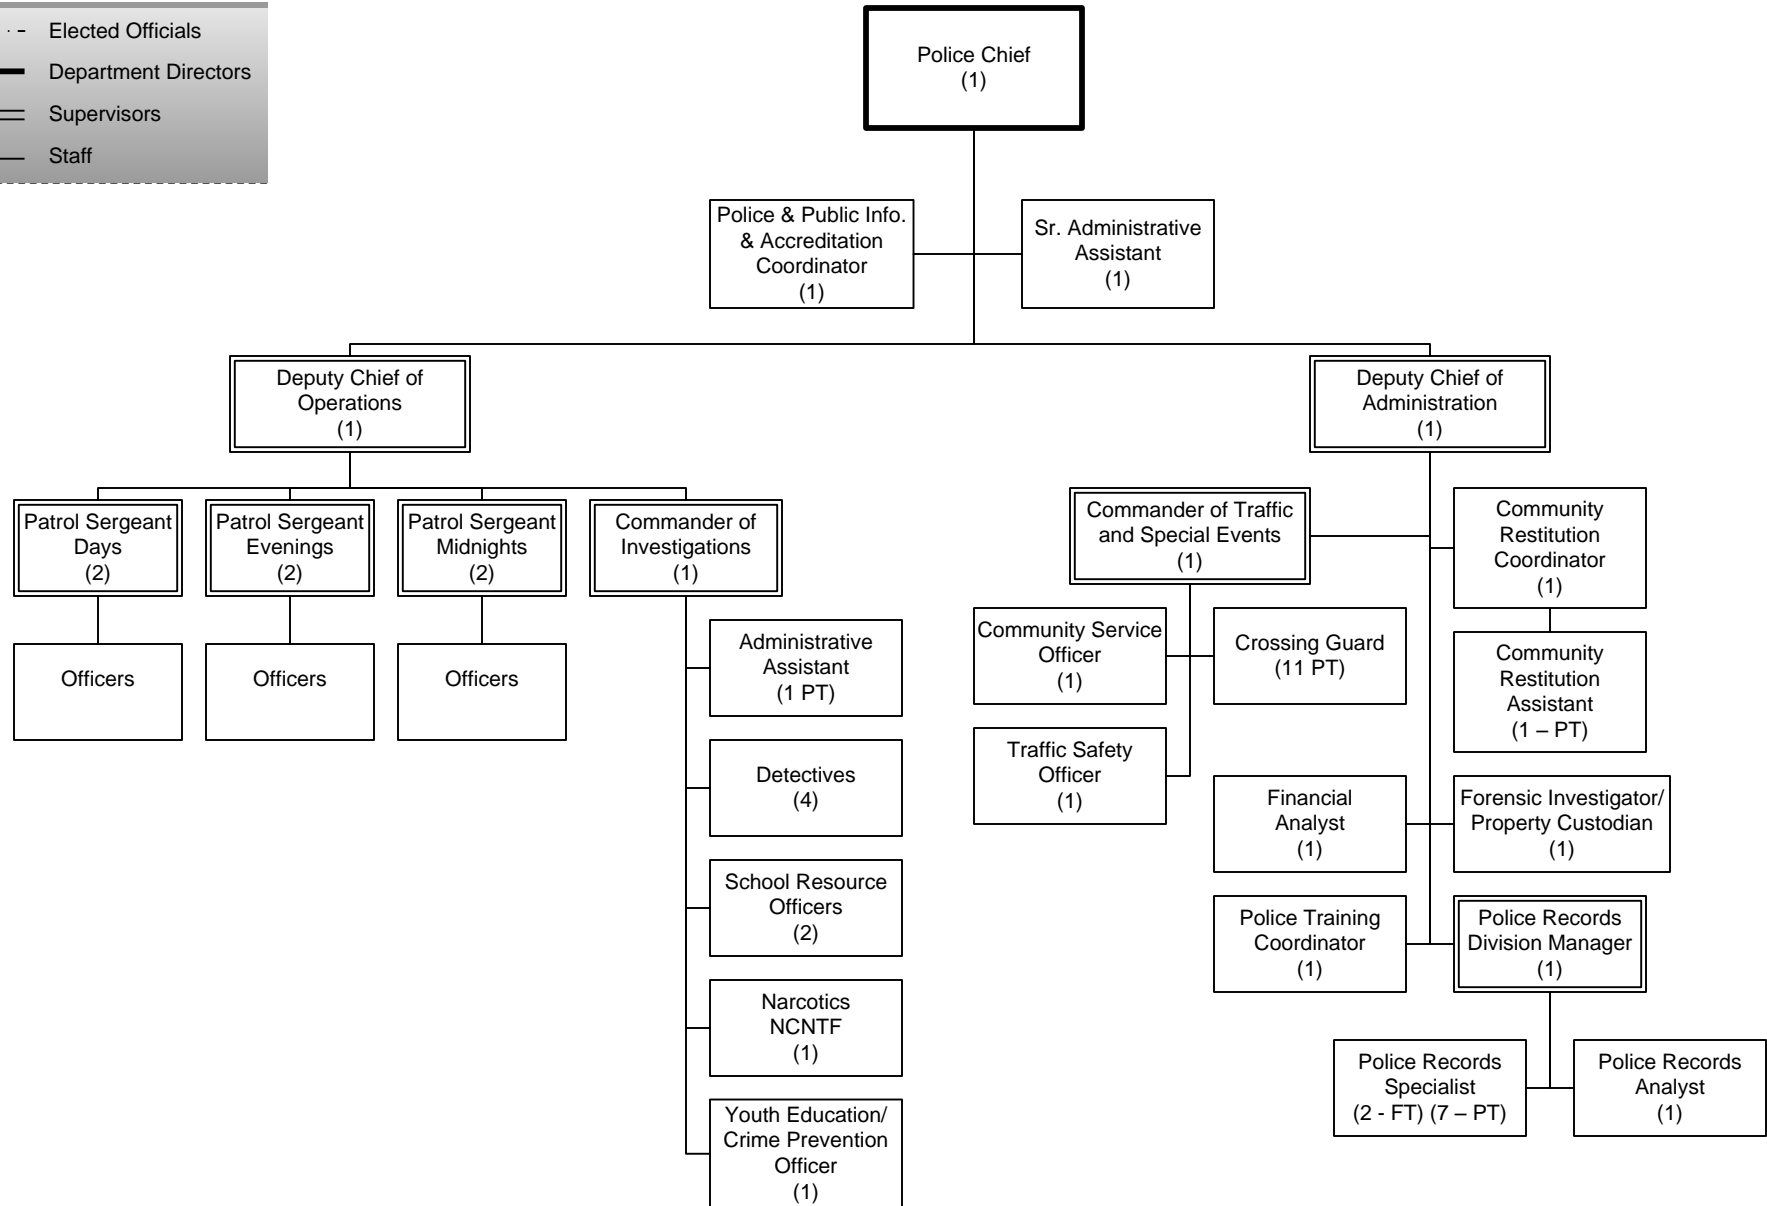 Elected Officials
Department Directors
Supervisors
Staff
Police Chief
(1)
Police & Public Info.
& Accreditation
Coordinator
(1)
Sr. Administrative
Assistant
(1)
Deputy Chief of
Operations
(1)
Deputy Chief of
Administration
(1)
Patrol Sergeant
Days
(2)
Patrol Sergeant
Evenings
(2)
Patrol Sergeant
Midnights
(2)
Commander of
Investigations
(1)
Officers
Officers
Officers
Administrative
Assistant
(1 PT)
Detectives
(4)
School Resource
Officers
(2)
Narcotics
NCNTF
(1)
Youth Education/
Crime Prevention
Officer
(1)
Commander of Traffic
and Special Events
(1)
Community Service
Officer
(1)
Crossing Guard
(11 PT)
Traffic Safety
Officer
(1)
Community
Restitution
Coordinator
(1)
Community
Restitution
Assistant
(1 – PT)
Financial
Analyst
(1)
Forensic Investigator/
Property Custodian
(1)
Police Training
Coordinator
(1)
Police Records
Division Manager
(1)
Police Records
Specialist
(2 - FT) (7 – PT)
Police Records
Analyst
(1)